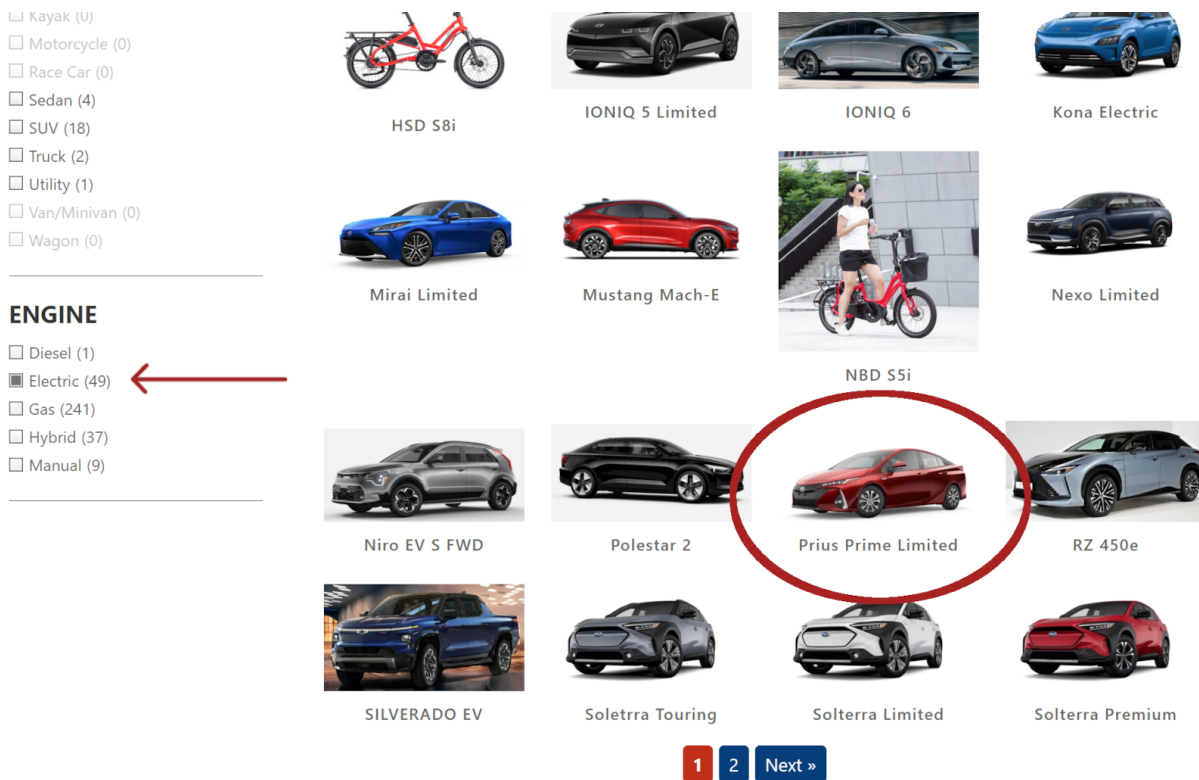 Kayak (0)
Motorcycle (0)
Race Car (0)
Sedan (4)
SUV (18)
Truck (2)
Utility (1)
Van/Minivan (0)
Wagon (0)
ENGINE
Diesel (1)
Electric (49)
Gas (241)
Hybrid (37)
Manual (9)
HSD S8i
IONIQ 5 Limited
IONIQ 6
Kona Electric
Mirai Limited
Mustang Mach-E
NBD S5i
Nexo Limited
Niro EV S FWD
Polestar 2
Prius Prime Limited
RZ 450e
SILVERADO EV
Soletrra Touring
Solterra Limited
Solterra Premium
1 2 Next »